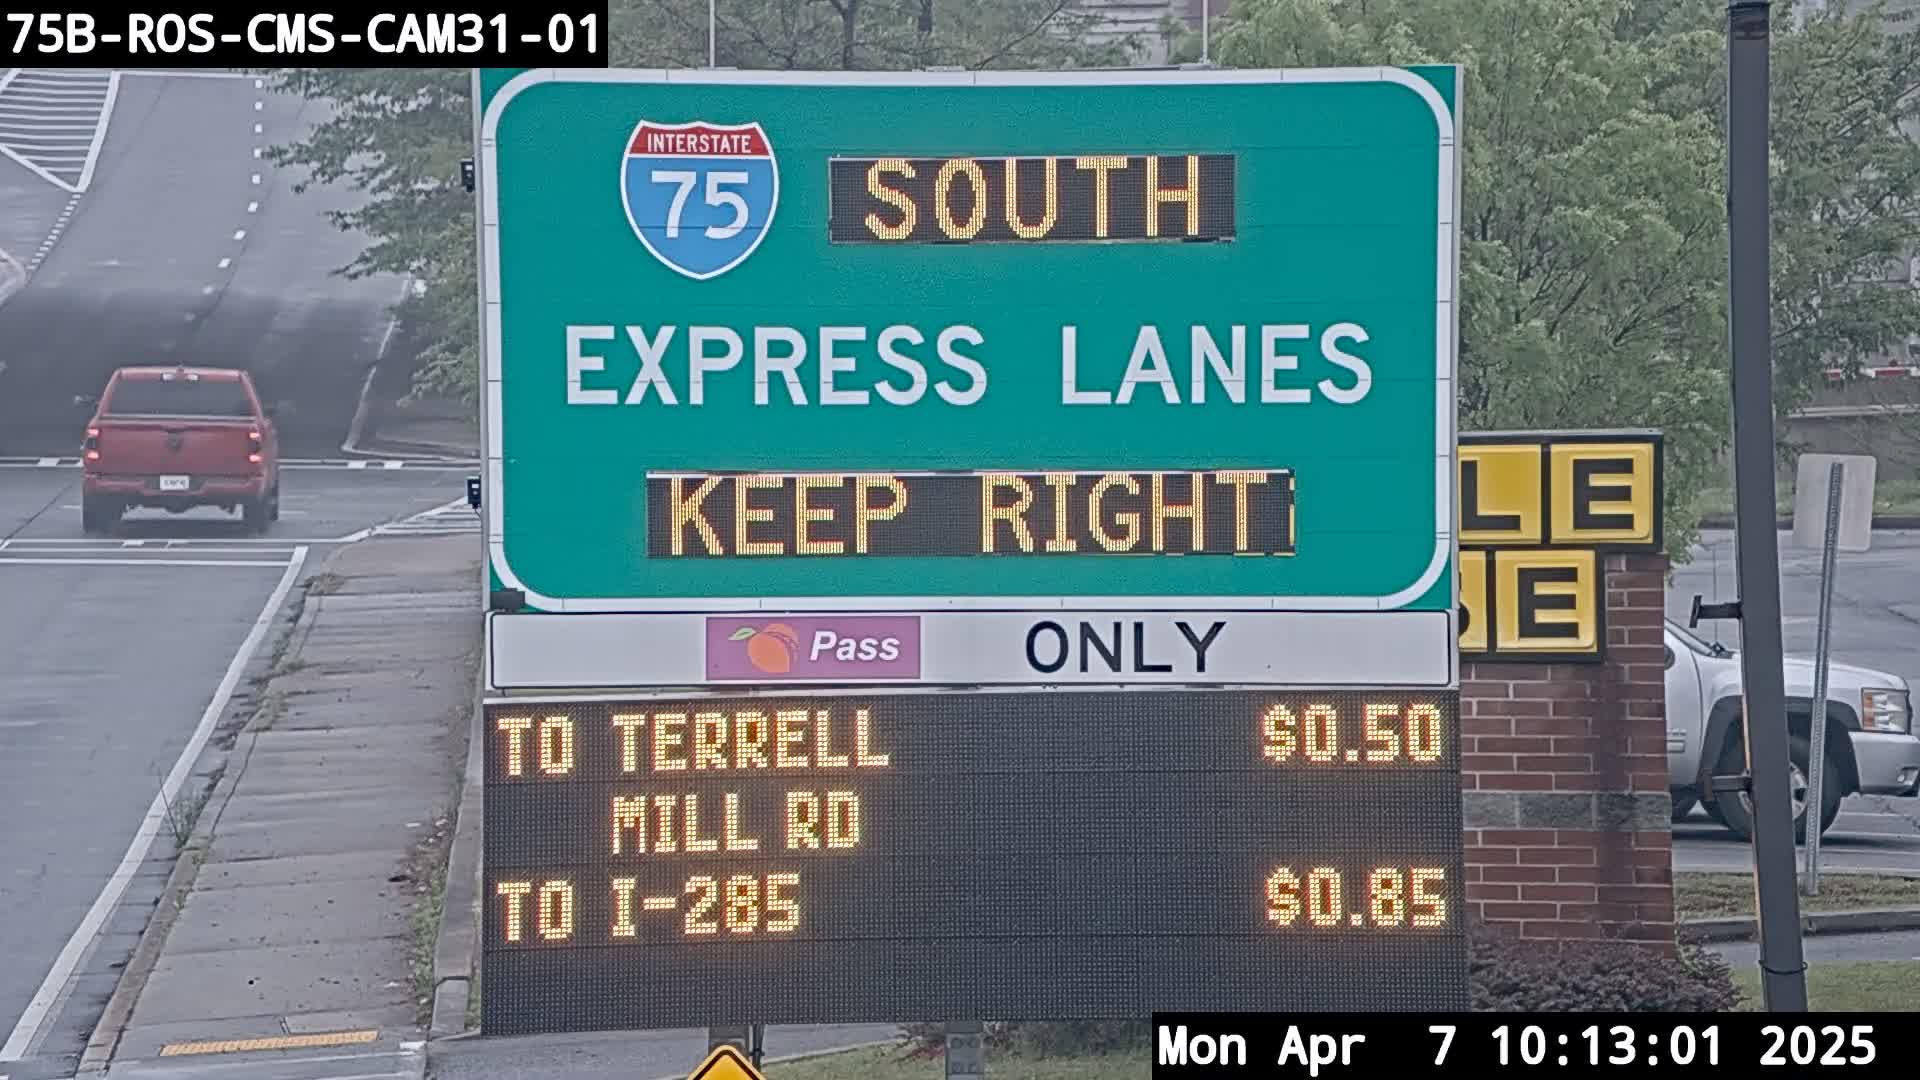 75B-ROS-CMS-CAM31-01
INTERSTATE
75
SOUTH
EXPRESS LANES
KEEP RIGHT
Pass ONLY
TO TERRELL $0.50
MILL RD
TO I-285 $0.85
LE
E
Mon Apr 7 10:13:01 2025